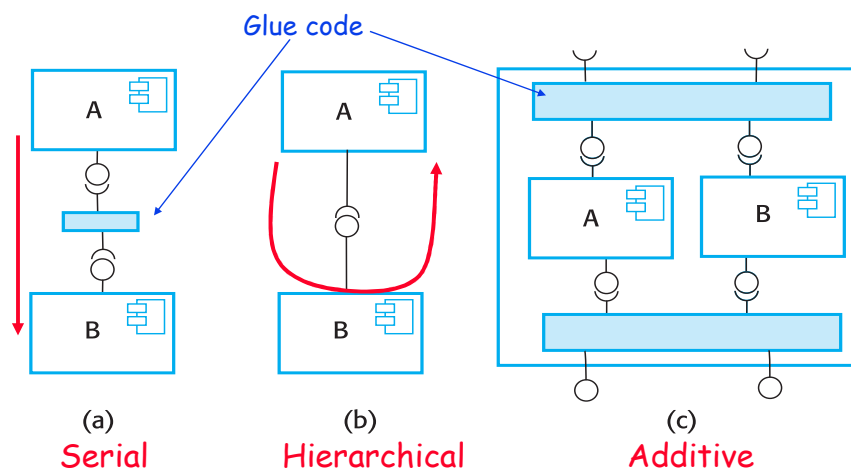 Glue code
A
A
A
B
B
B
(a)
(b)
(c)
Serial
Hierarchical
Additive